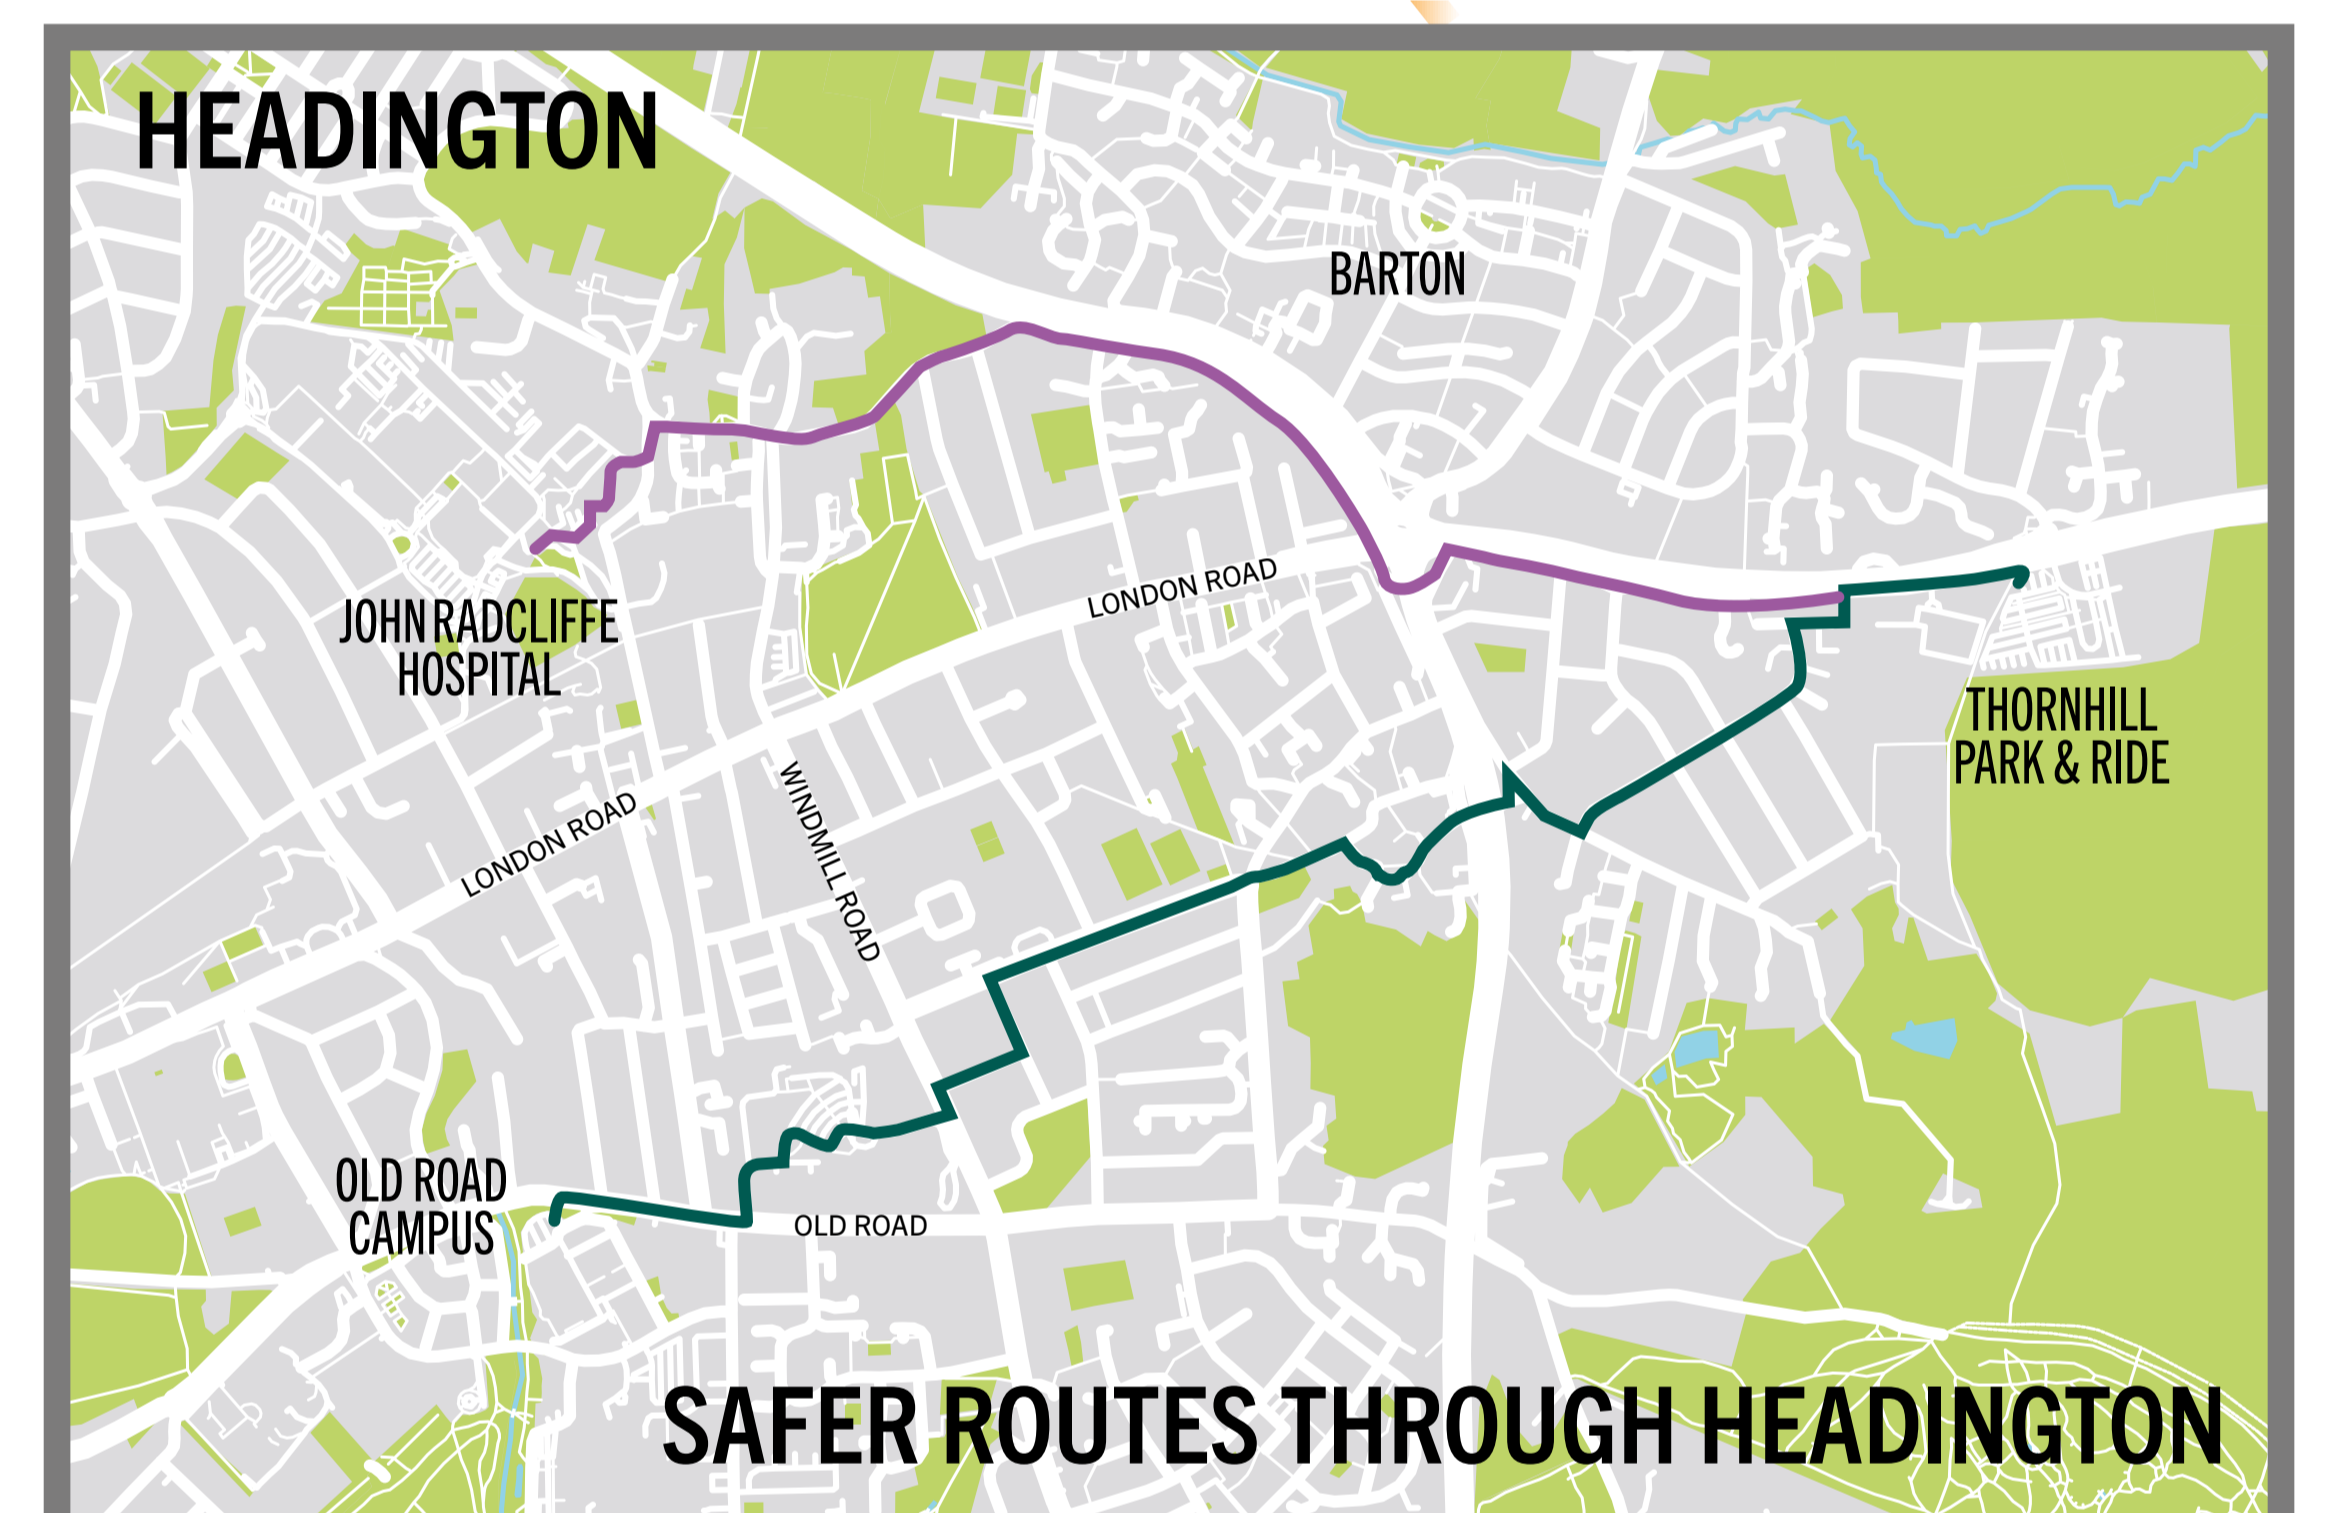 HEADINGTON
BARTON
LONDON ROAD
JOHN RADCLIFFE
HOSPITAL
THORNHILL
PARK & RIDE
WINDMILL ROAD
LONDON ROAD
OLD ROAD
CAMPUS
OLD ROAD
SAFER ROUTES THROUGH HEADINGTON